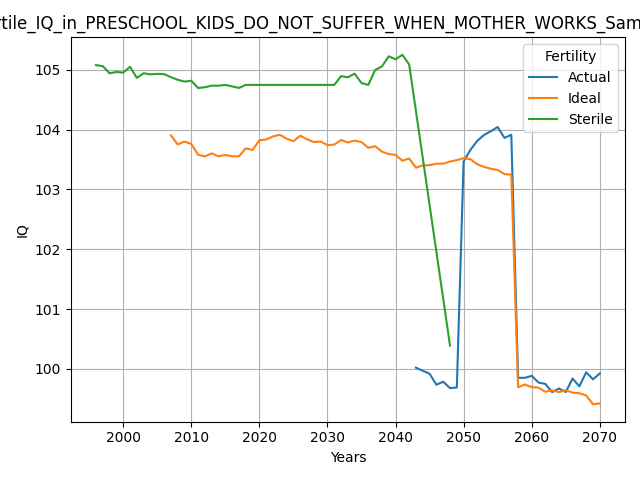 rtile_IQ_in_PRESCHOOL_KIDS_DO_NOT_SUFFER_WHEN_MOTHER_WORKS_Sam
Fertility
Actual
Ideal
Sterile
105
104
103
102
101
100
IQ
2000 2010 2020 2030 2040 2050 2060 2070
Years